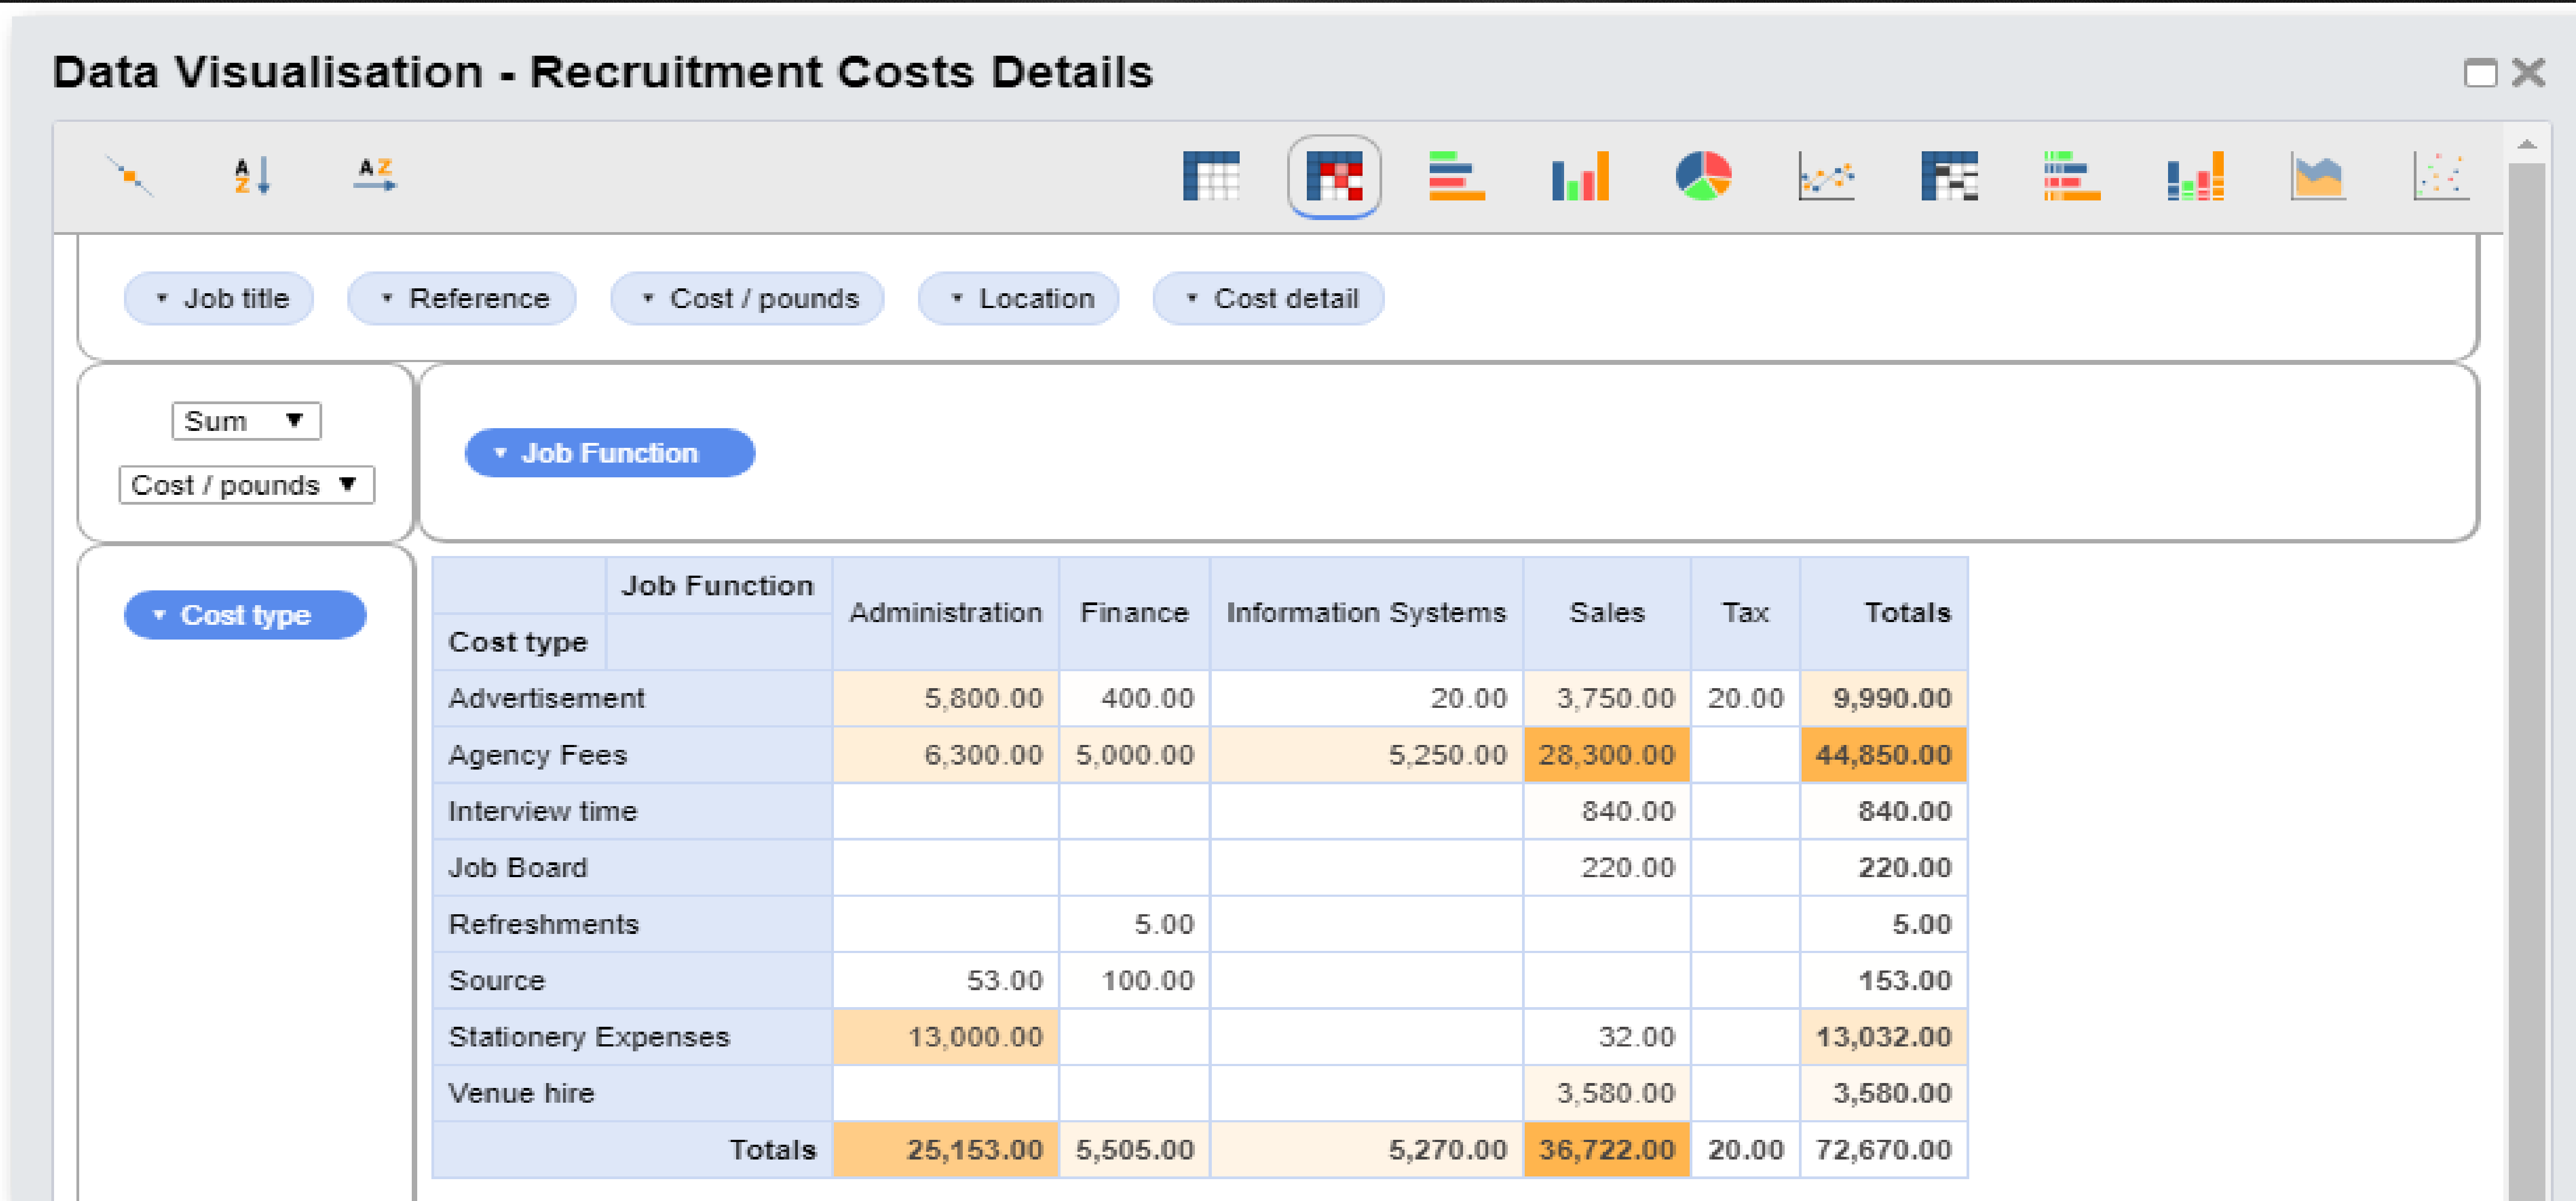 Data Visualisation - Recruitment Costs Details
Job title Reference Cost / pounds Location Cost detail
Sum
Cost / pounds
Job Function
Cost type
Job Function
Cost type
Administration Finance Information Systems Sales Tax Totals
Advertisement 5,800.00 400.00 20.00 3,750.00 20.00 9,990.00
Agency Fees 6,300.00 5,000.00 5,250.00 28,300.00 44,850.00
Interview time 840.00 840.00
Job Board 220.00 220.00
Refreshments 5.00 5.00
Source 53.00 100.00 153.00
Stationery Expenses 13,000.00 32.00 13,032.00
Venue hire 3,580.00 3,580.00
Totals 25,153.00 5,505.00 5,270.00 36,722.00 20.00 72,670.00